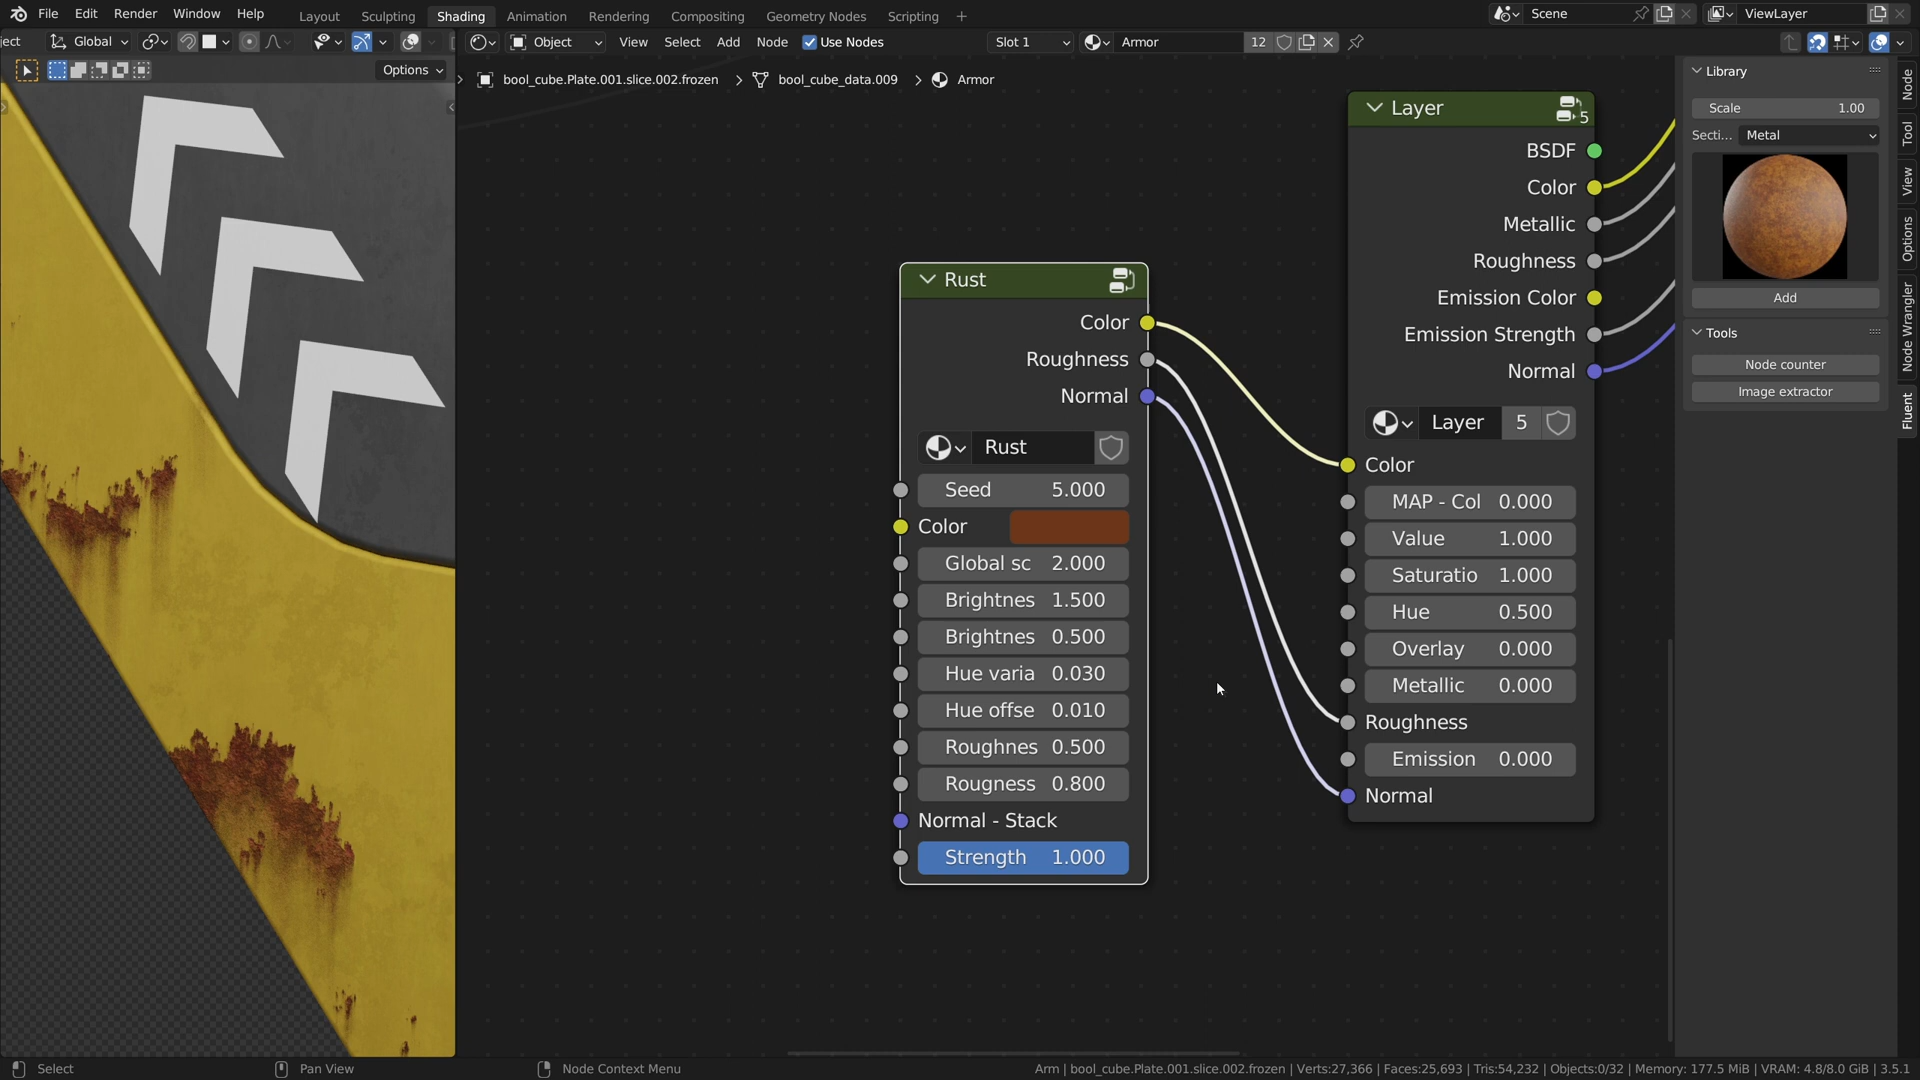 File Edit Render Window Help Layout Sculpting Shading Animation Rendering Compositing Geometry Nodes Scripting + Scene ViewLayer
ect Global Object View Select Add Node Use Nodes Slot 1 Armor 12
Options
bool_cube.Plate.001.slice.002.frozen > bool_cube_data.009 > Armor
Rust
Color
Roughness
Normal
Rust
Seed 5.000
Color
Global sc 2.000
Brightnes 1.500
Brightnes 0.500
Hue varia 0.030
Hue offse 0.010
Roughnes 0.500
Rougness 0.800
Normal - Stack
Strength 1.000
Layer 5
BSDF
Color
Metallic
Roughness
Emission Color
Emission Strength
Normal
Layer 5
Color
MAP - Col 0.000
Value 1.000
Saturatio 1.000
Hue 0.500
Overlay 0.000
Metallic 0.000
Roughness
Emission 0.000
Normal
Library
Scale 1.00
Secti... Metal
Add
Tools
Node counter
Image extractor
Node
Tool
View
Options
Node Wrangler
Fluent
Select Pan View Node Context Menu Arm | bool_cube.Plate.001.slice.002.frozen | Verts:27,366 | Faces:25,693 | Tris:54,232 | Objects:0/32 | Memory: 177.5 MiB | VRAM: 4.8/8.0 GiB | 3.5.1